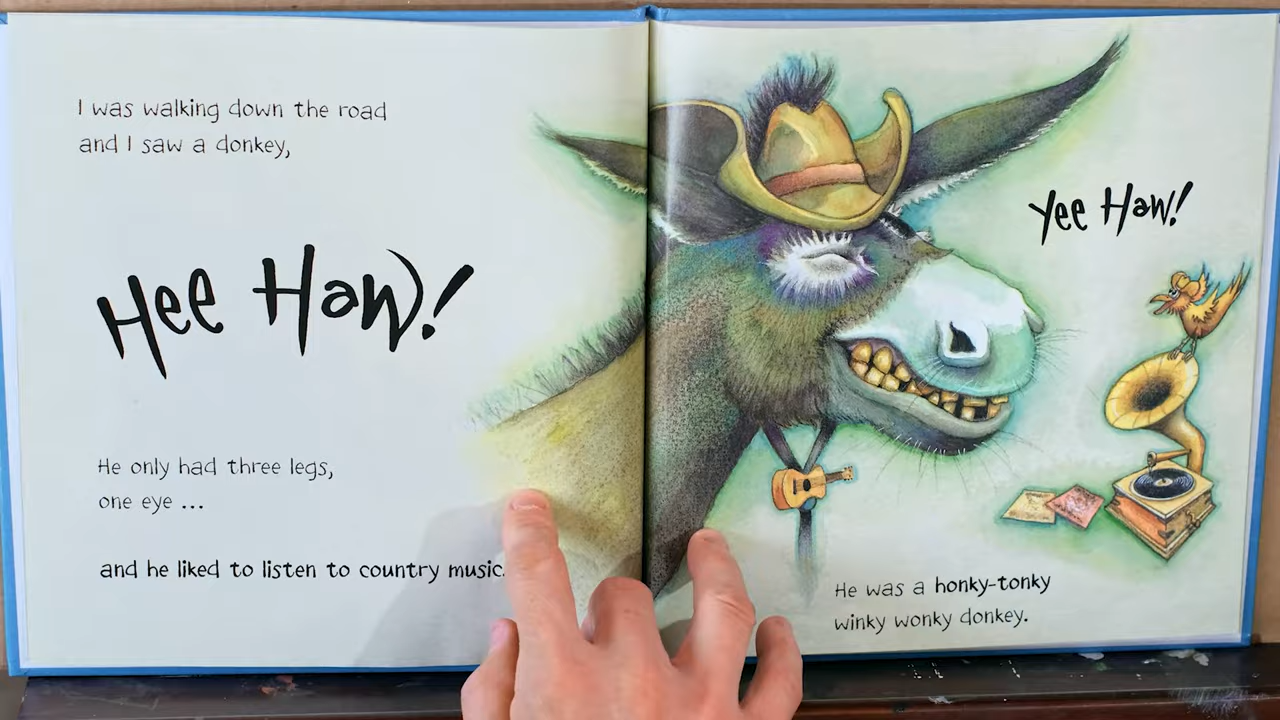 I was walking down the road
and I saw a donkey,
Hee Haw!
He only had three legs,
one eye ...
and he liked to listen to country music.
Yee Haw!
He was a honky-tonky
winky wonky donkey.